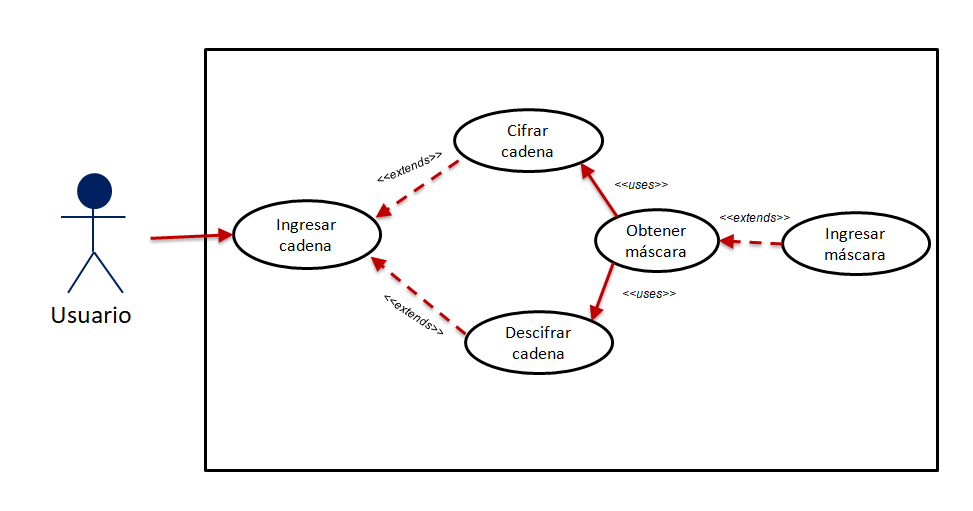 Cifrar
cadena
<<extends>>
<<uses>>
Ingresar
cadena
Obtener
máscara
<<extends>>
Ingresar
máscara
<<extends>>
<<uses>>
Descifrar
cadena
Usuario